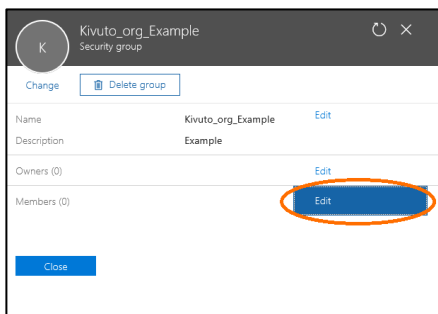 Kivuto_org_Example
K
Security group
Change
Delete group
Name Kivuto_org_Example Edit
Description Example
Owners (0) Edit
Members (0) Edit
Close